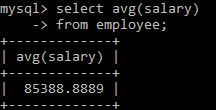 mysql> select avg(salary)
    -> from employee;
+-------------+
| avg(salary) |
+-------------+
|  85388.8889 |
+-------------+